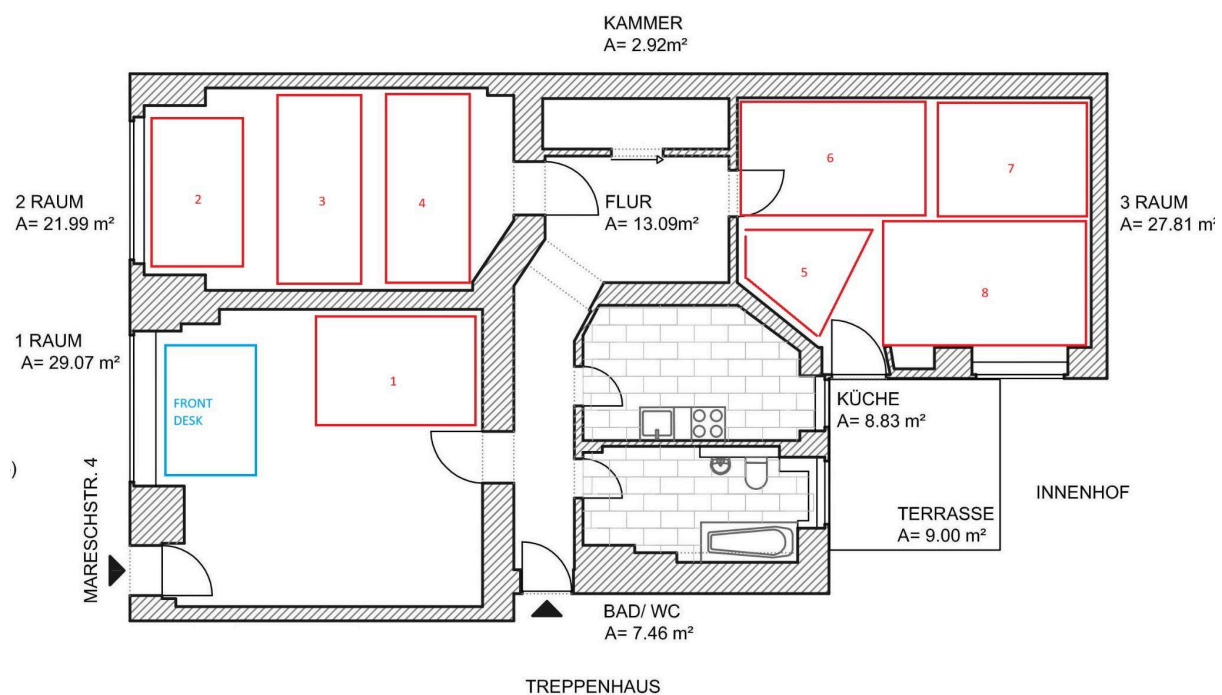 KAMMER
A= 2.92m²
2 RAUM
A= 21.99 m²
2
3
4
FLUR
A= 13.09m²
6
7
3 RAUM
A= 27.81 m²
5
8
1 RAUM
A= 29.07 m²
1
FRONT
DESK
KÜCHE
A= 8.83 m²
)
MARESCHSTR. 4
INNENHOF
TERRASSE
A= 9.00 m²
BAD/ WC
A= 7.46 m²
TREPPENHAUS